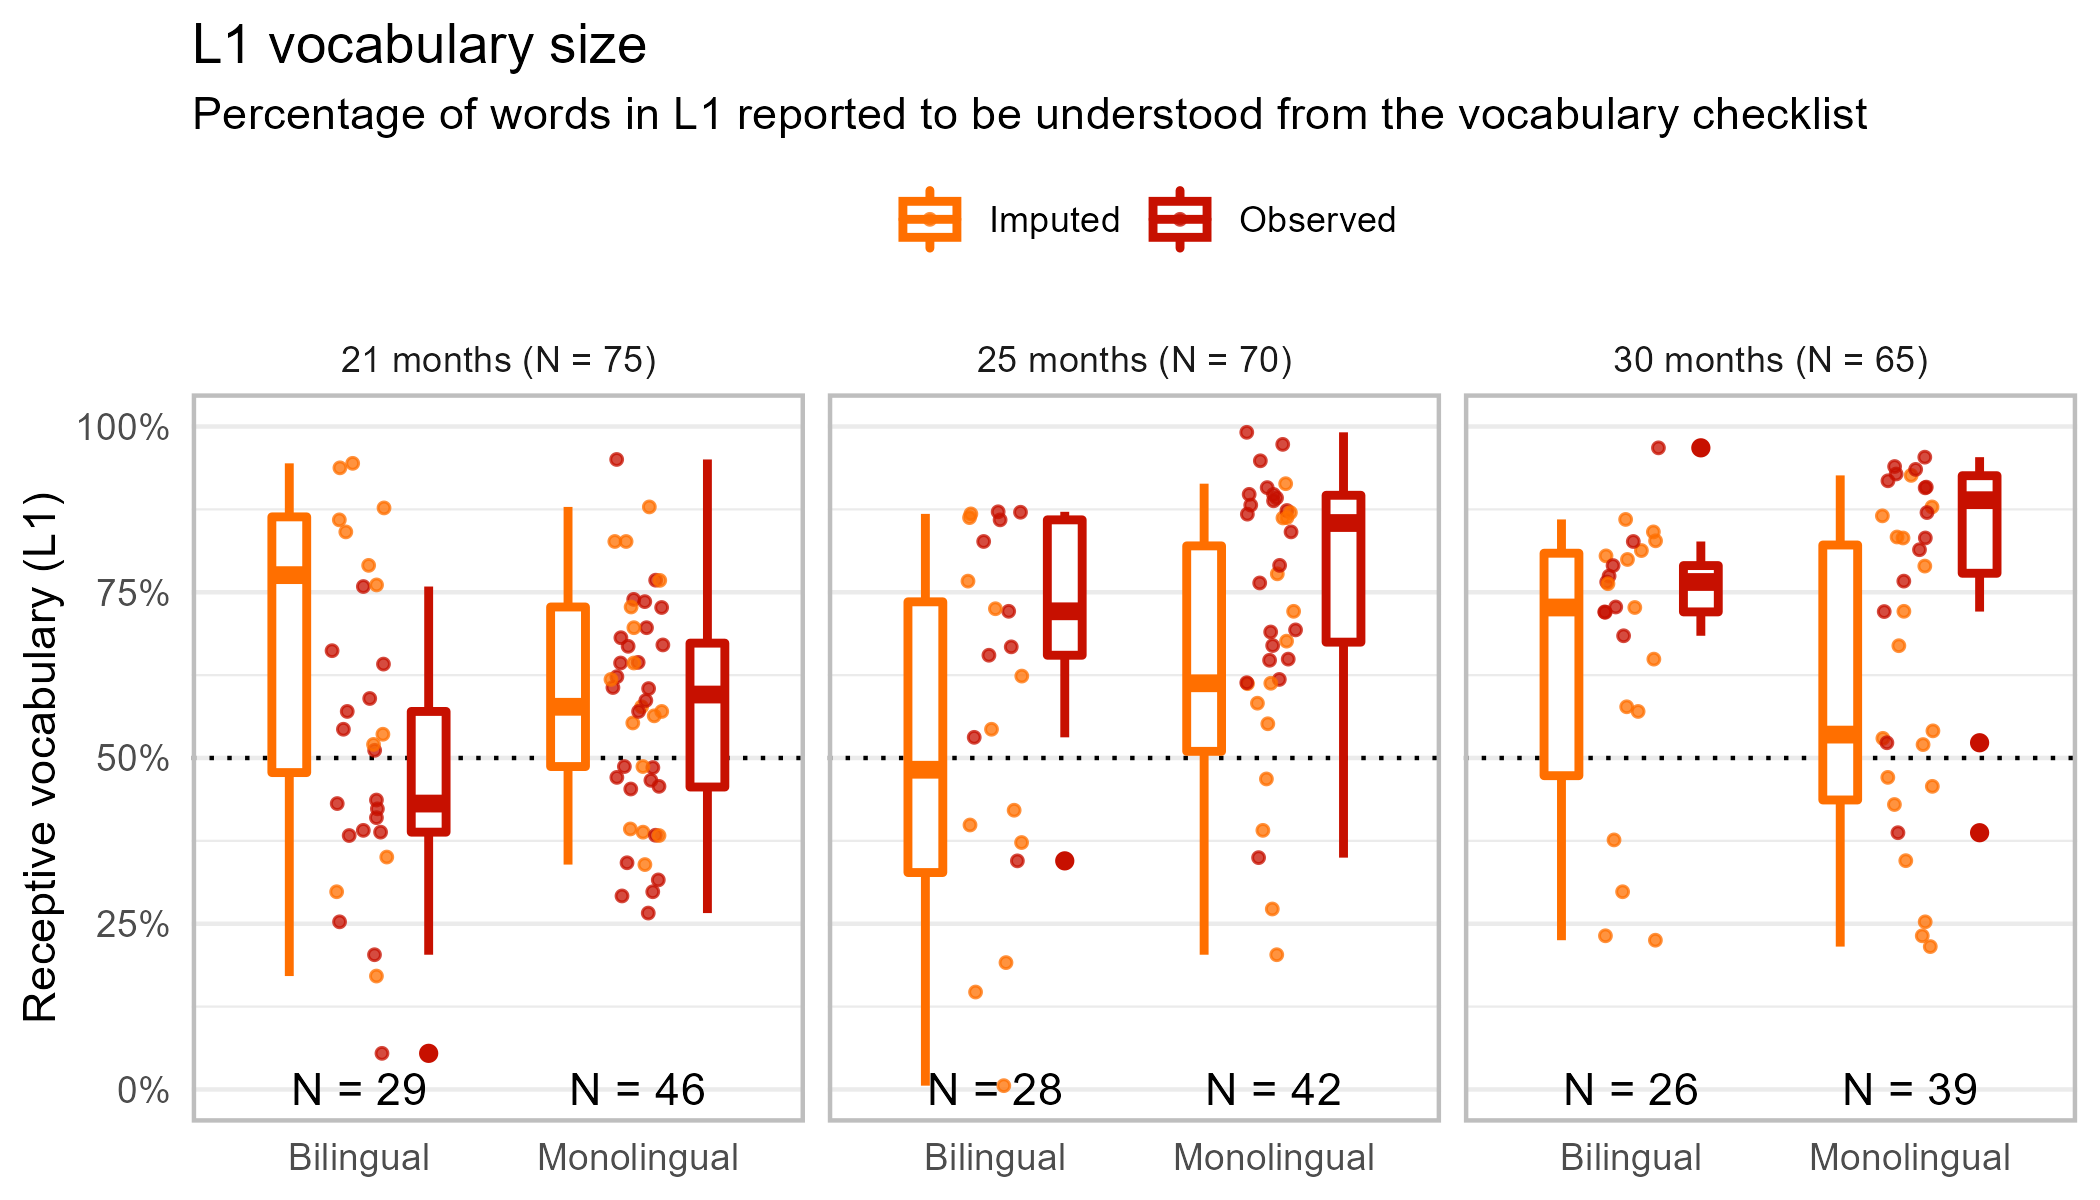 L1 vocabulary size
Percentage of words in L1 reported to be understood from the vocabulary checklist
Imputed Observed
21 months (N = 75) 25 months (N = 70) 30 months (N = 65)
Receptive vocabulary (L1)
100%
75%
50%
25%
0%
N = 29 N = 46 N = 28 N = 42 N = 26 N = 39
Bilingual Monolingual Bilingual Monolingual Bilingual Monolingual